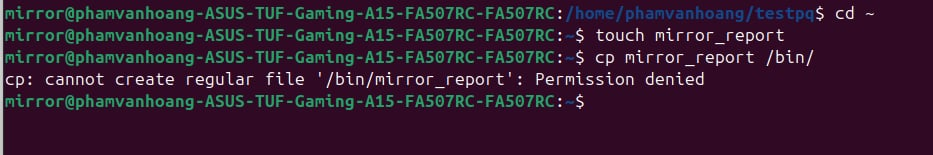 mirror@phamvanhoang-ASUS-TUF-Gaming-A15-FA507RC-FA507RC:/home/phamvanhoang/testpq$ cd ~
mirror@phamvanhoang-ASUS-TUF-Gaming-A15-FA507RC-FA507RC:~$ touch mirror_report
mirror@phamvanhoang-ASUS-TUF-Gaming-A15-FA507RC-FA507RC:~$ cp mirror_report /bin/
cp: cannot create regular file '/bin/mirror_report': Permission denied
mirror@phamvanhoang-ASUS-TUF-Gaming-A15-FA507RC-FA507RC:~$